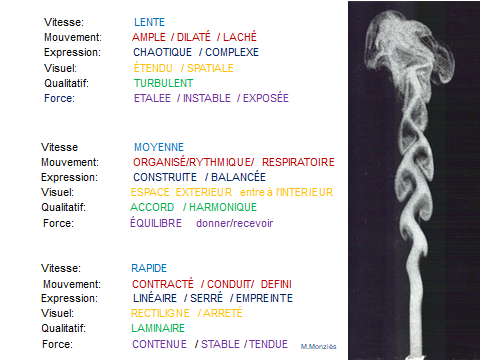 Vitesse: LENTE
Mouvement: AMPLE / DILATÉ / LACHÉ
Expression: CHAOTIQUE / COMPLEXE
Visuel: ÉTENDU / SPATIALE
Qualitatif: TURBULENT
Force: ETALEE / INSTABLE / EXPOSÉE
Vitesse MOYENNE
Mouvement: ORGANISÉ/RYTHMIQUE/ RESPIRATOIRE
Expression: CONSTRUITE / BALANCÉE
Visuel: ESPACE EXTERIEUR entre à l'INTERIEUR
Qualitatif: ACCORD / HARMONIQUE
Force: ÉQUILIBRE donner/recevoir
Vitesse: RAPIDE
Mouvement: CONTRACTÉ / CONDUIT/ DEFINI
Expression: LINÉAIRE / SERRÉ / EMPREINTE
Visuel: RECTILIGNE / ARRETÉ
Qualitatif: LAMINAIRE
Force: CONTENUE / STABLE / TENDUE M.Monzlès